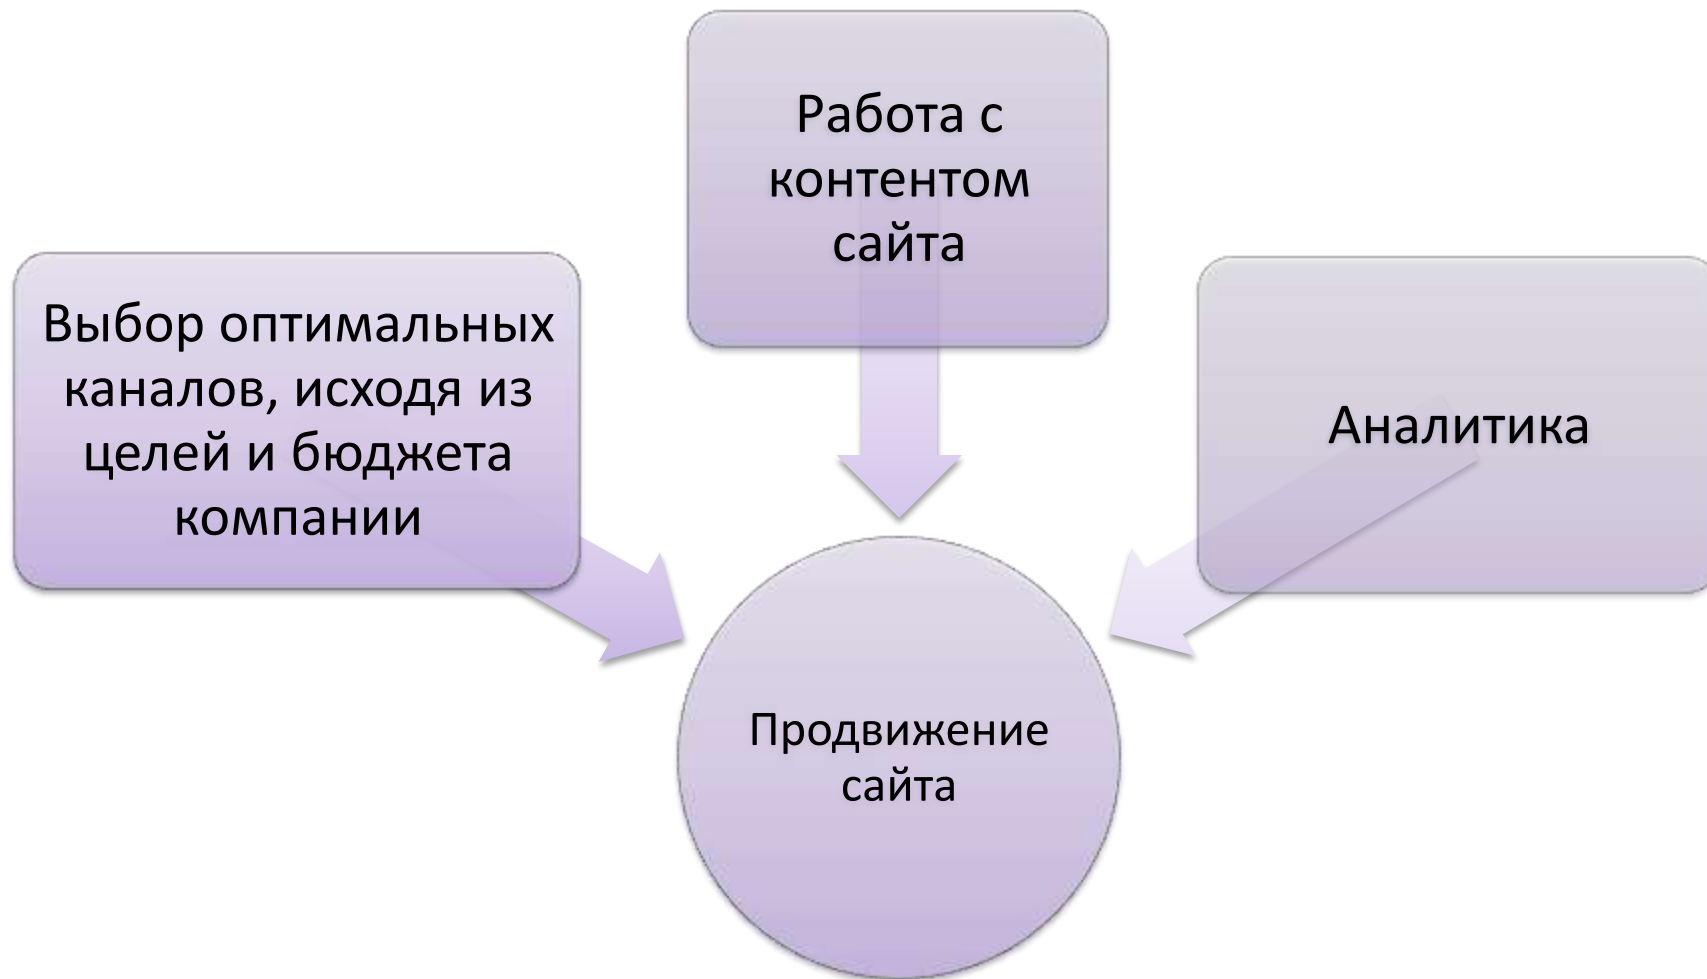 Работа с
контентом
сайта
Выбор оптимальных
каналов, исходя из
целей и бюджета
компании
Аналитика
Продвижение
сайта